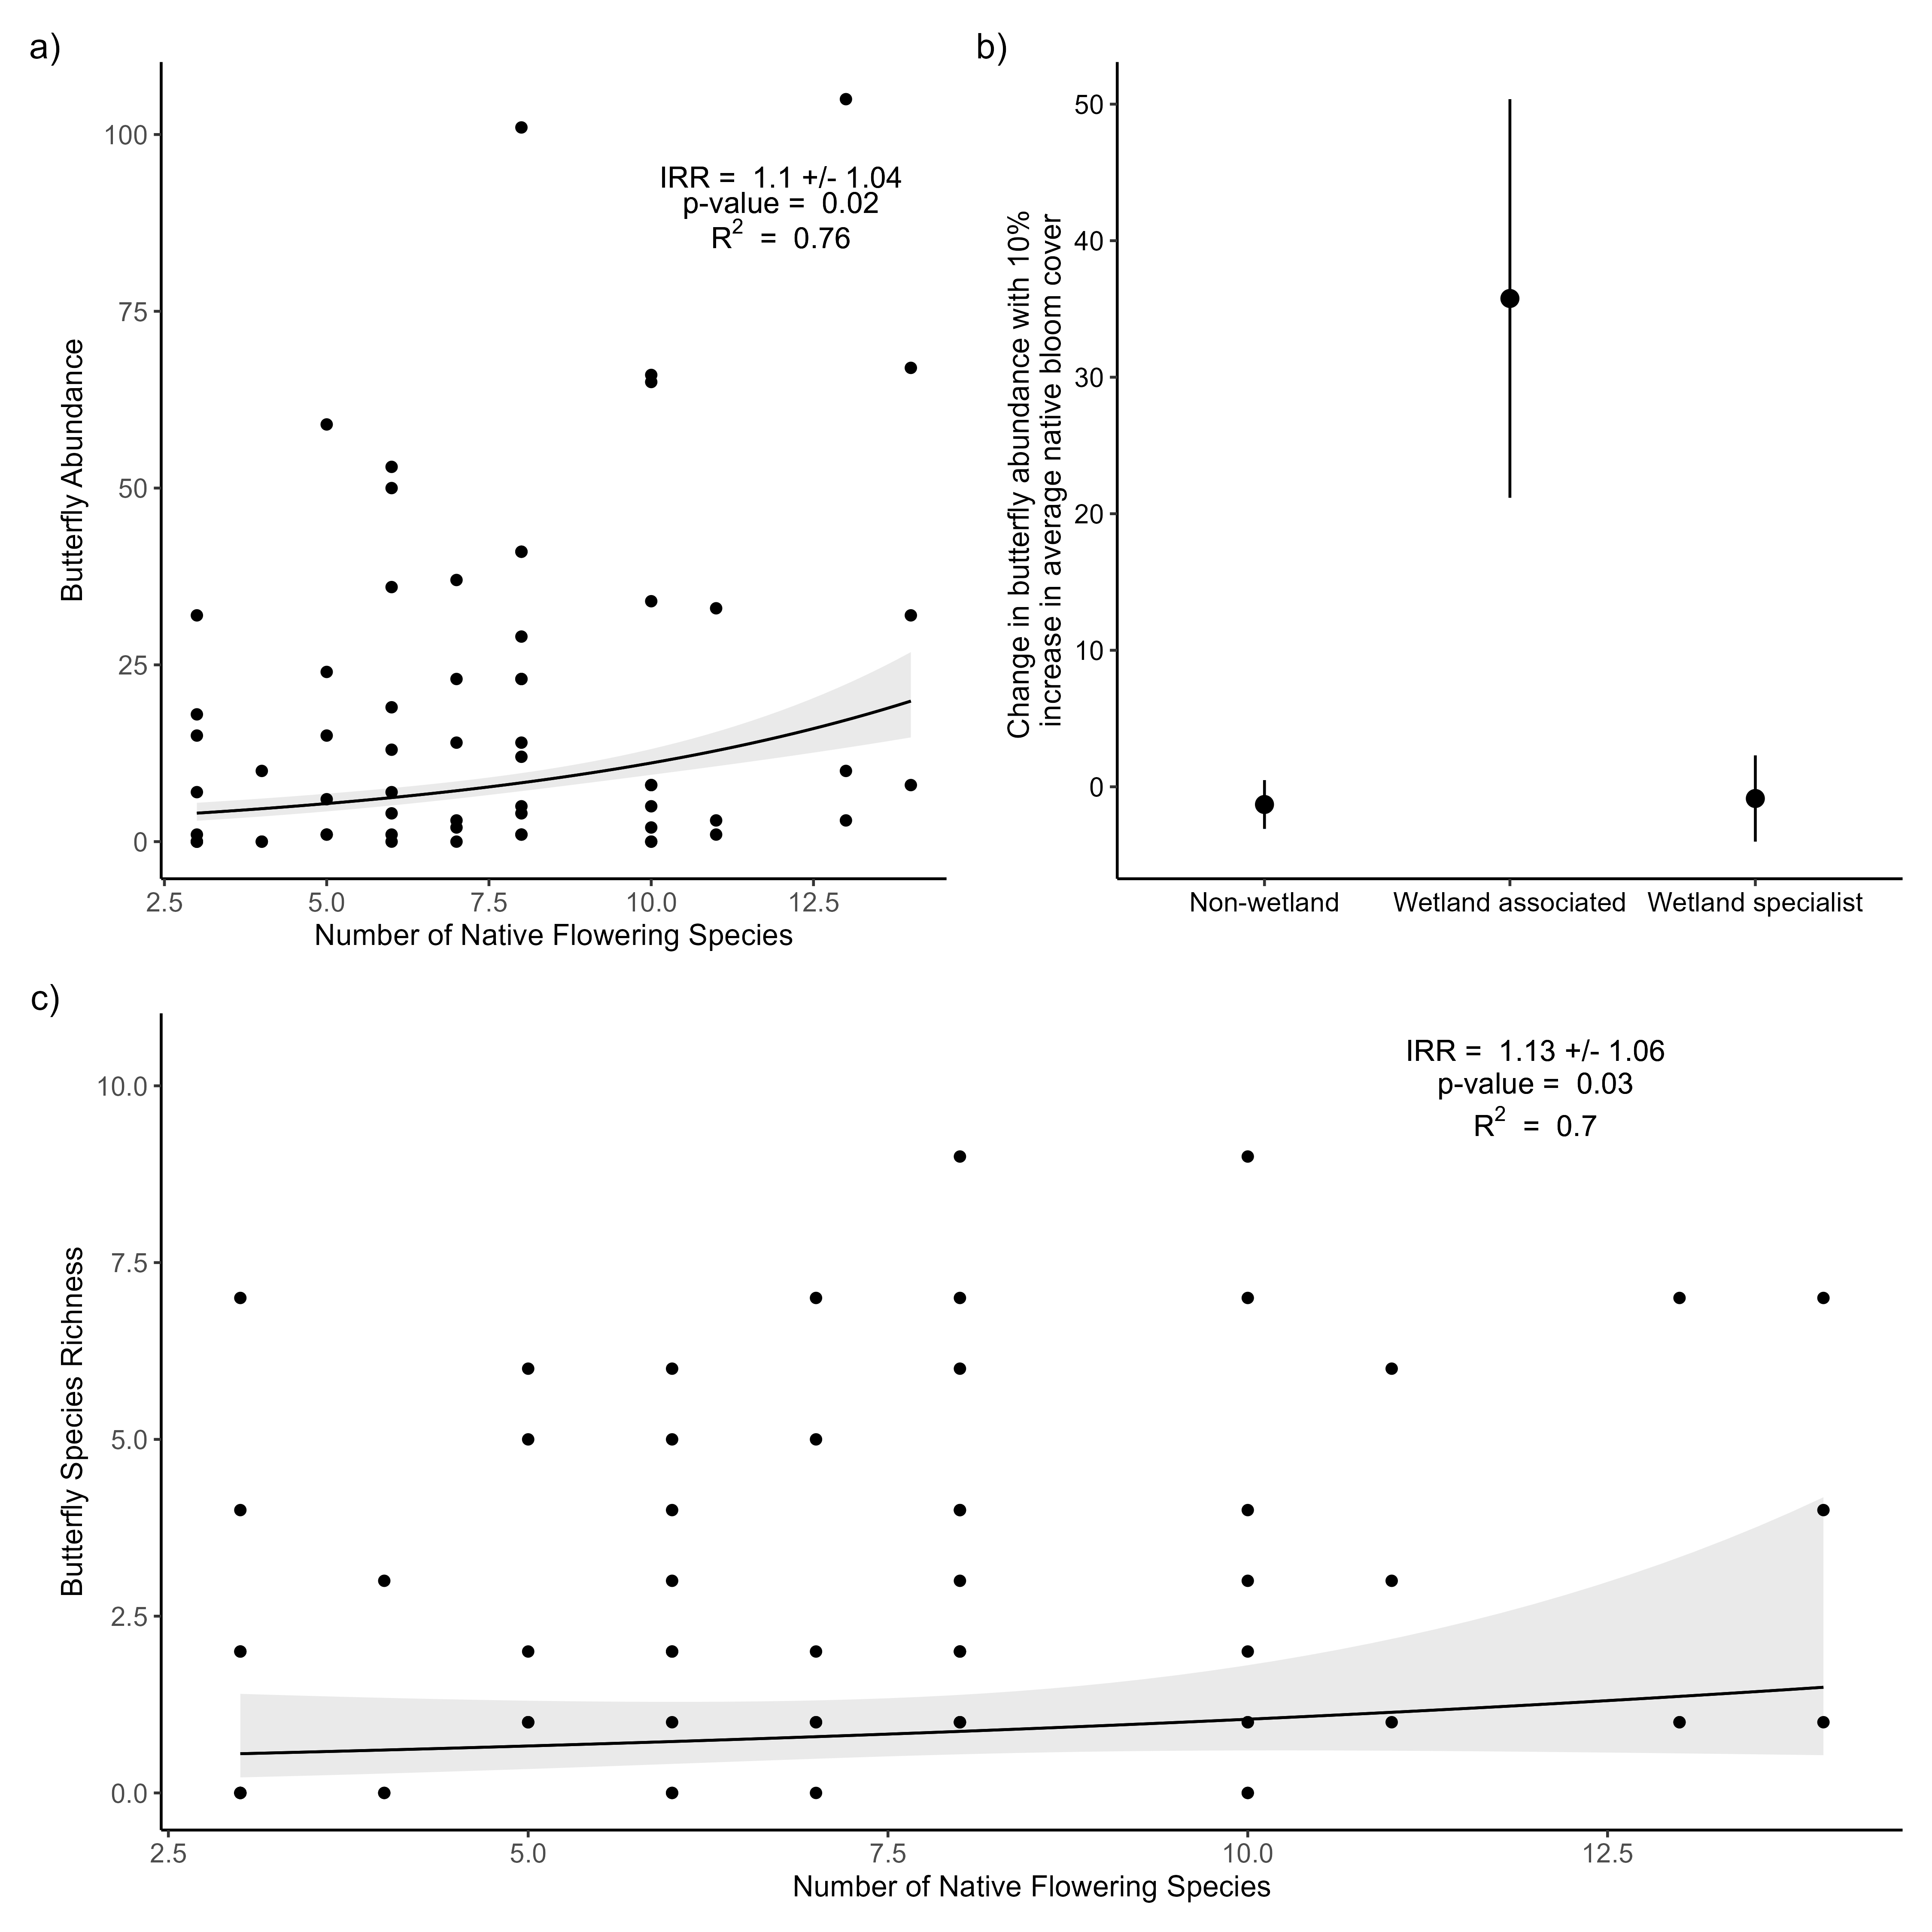 a)
100
75
50
25
0
Butterfly Abundance
IRR = 1.1 +/- 1.04
p-value = 0.02
R² = 0.76
2.5 5.0 7.5 10.0 12.5
Number of Native Flowering Species
b)
50
40
30
20
10
0
Change in butterfly abundance with 10%
increase in average native bloom cover
Non-wetland Wetland associated Wetland specialist
c)
10.0
7.5
5.0
2.5
0.0
Butterfly Species Richness
IRR = 1.13 +/- 1.06
p-value = 0.03
R² = 0.7
2.5 5.0 7.5 10.0 12.5
Number of Native Flowering Species